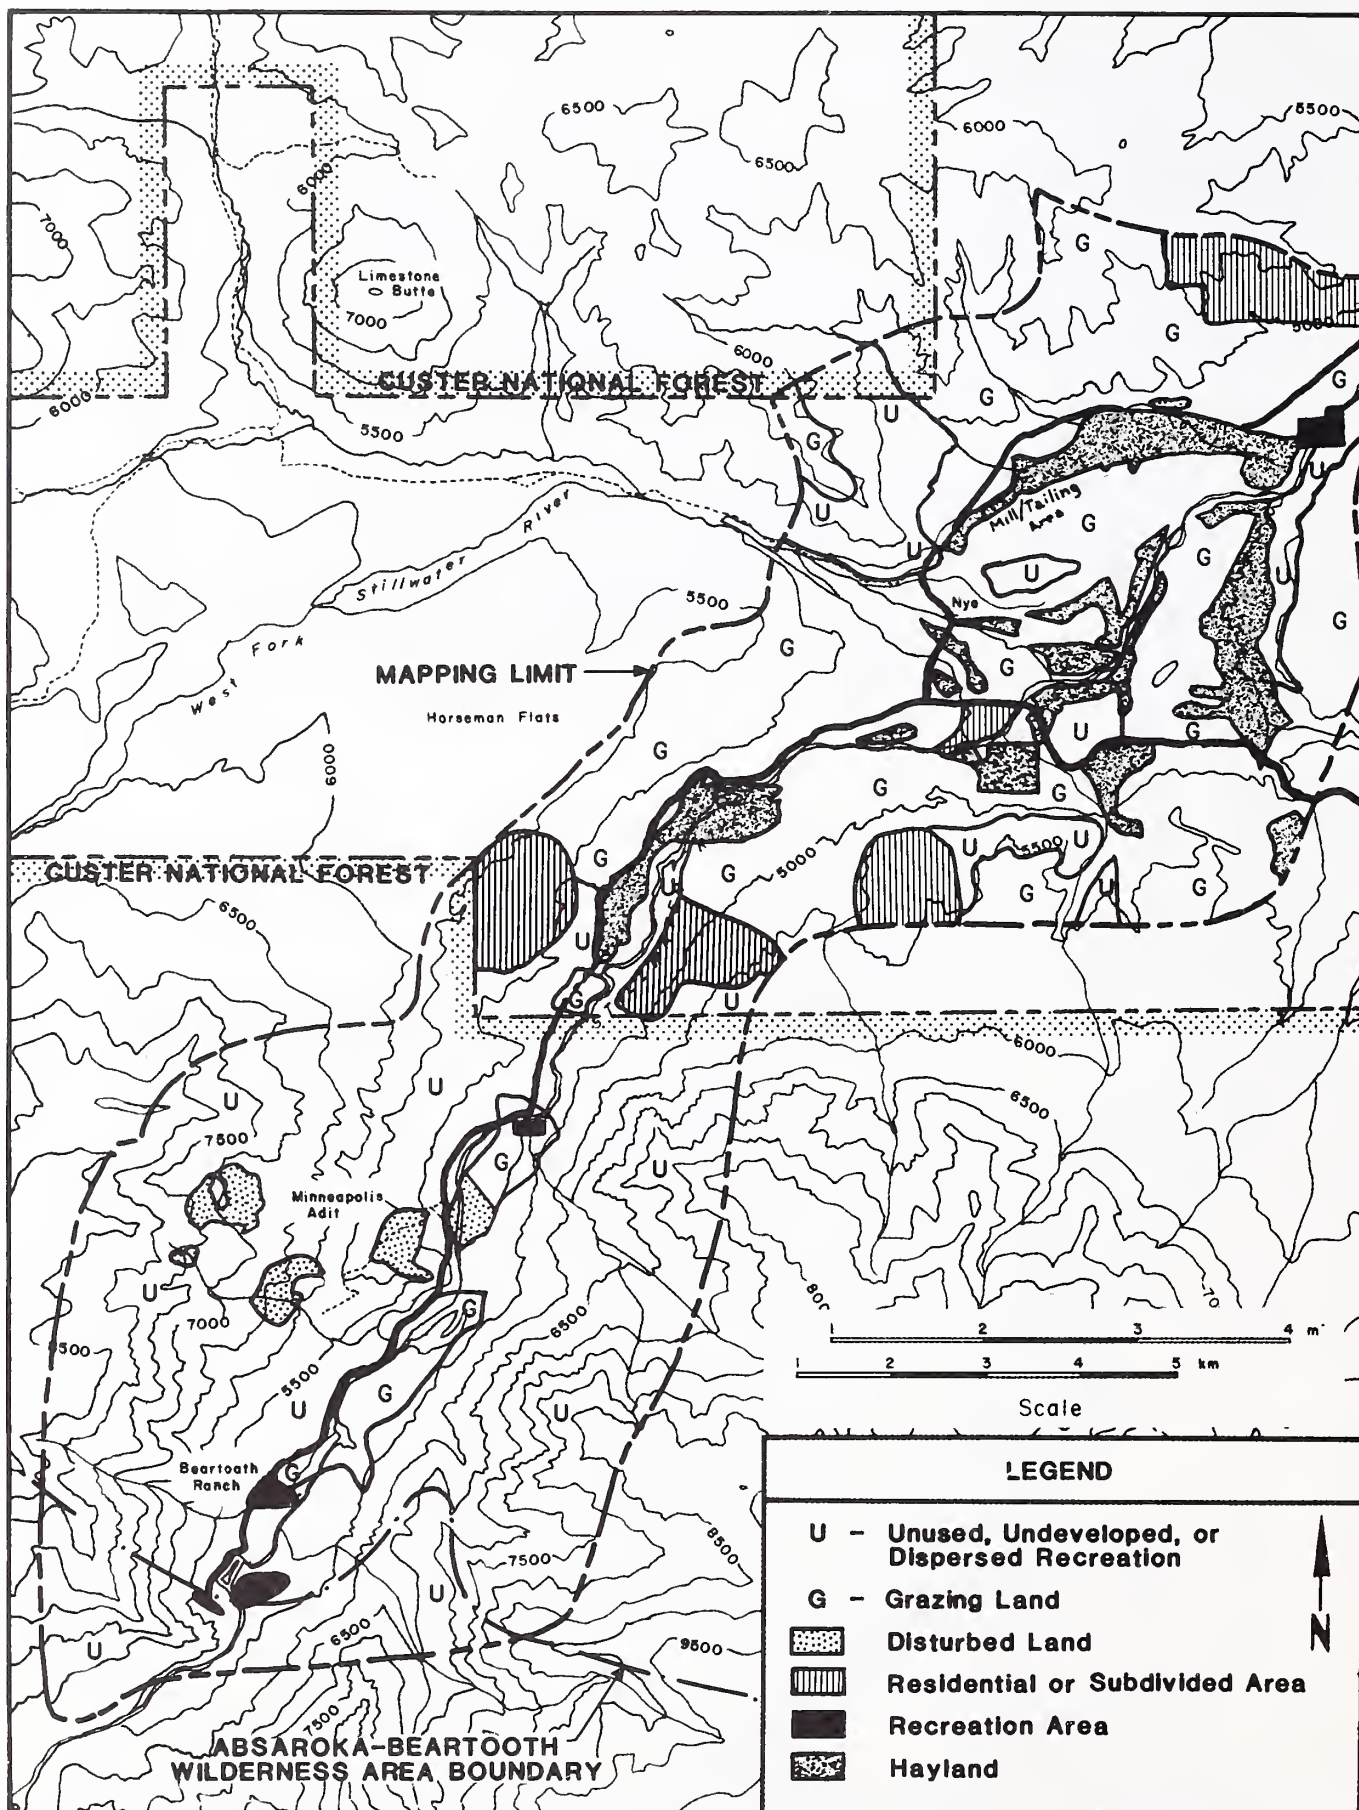 6500
5500
6000
6500
6000
7000
G
Limestone
Butte
7000
G
5000
6000
CUSTER NATIONAL FOREST
G
6000
U
G
5500
G
U
Mill/Tailing
Area
G
U
U
G
U
U
West Fork Stillwater River
5500
Nye
G
G
G
MAPPING LIMIT
Horseman Flats
U
G
G
6000
G
G
G
U
U
5500
CUSTER NATIONAL FOREST
5000
G
U
U
G
G
6500
U
G
U
6000
U
U
6500
7500
G
U
Minneapolis
Adit
U
7000
G
6500
5500
G
U
U
1 2 3 4 m
1 2 3 4 5 km
Scale
Beartooth
Ranch
G
LEGEND
U - Unused, Undeveloped, or
Dispersed Recreation
G - Grazing Land
Disturbed Land
Residential or Subdivided Area
Recreation Area
Hayland
N
8500
7500
U
6500
9500
U
7500
ABSAROKA-BEARTOOTH
WILDERNESS AREA BOUNDARY